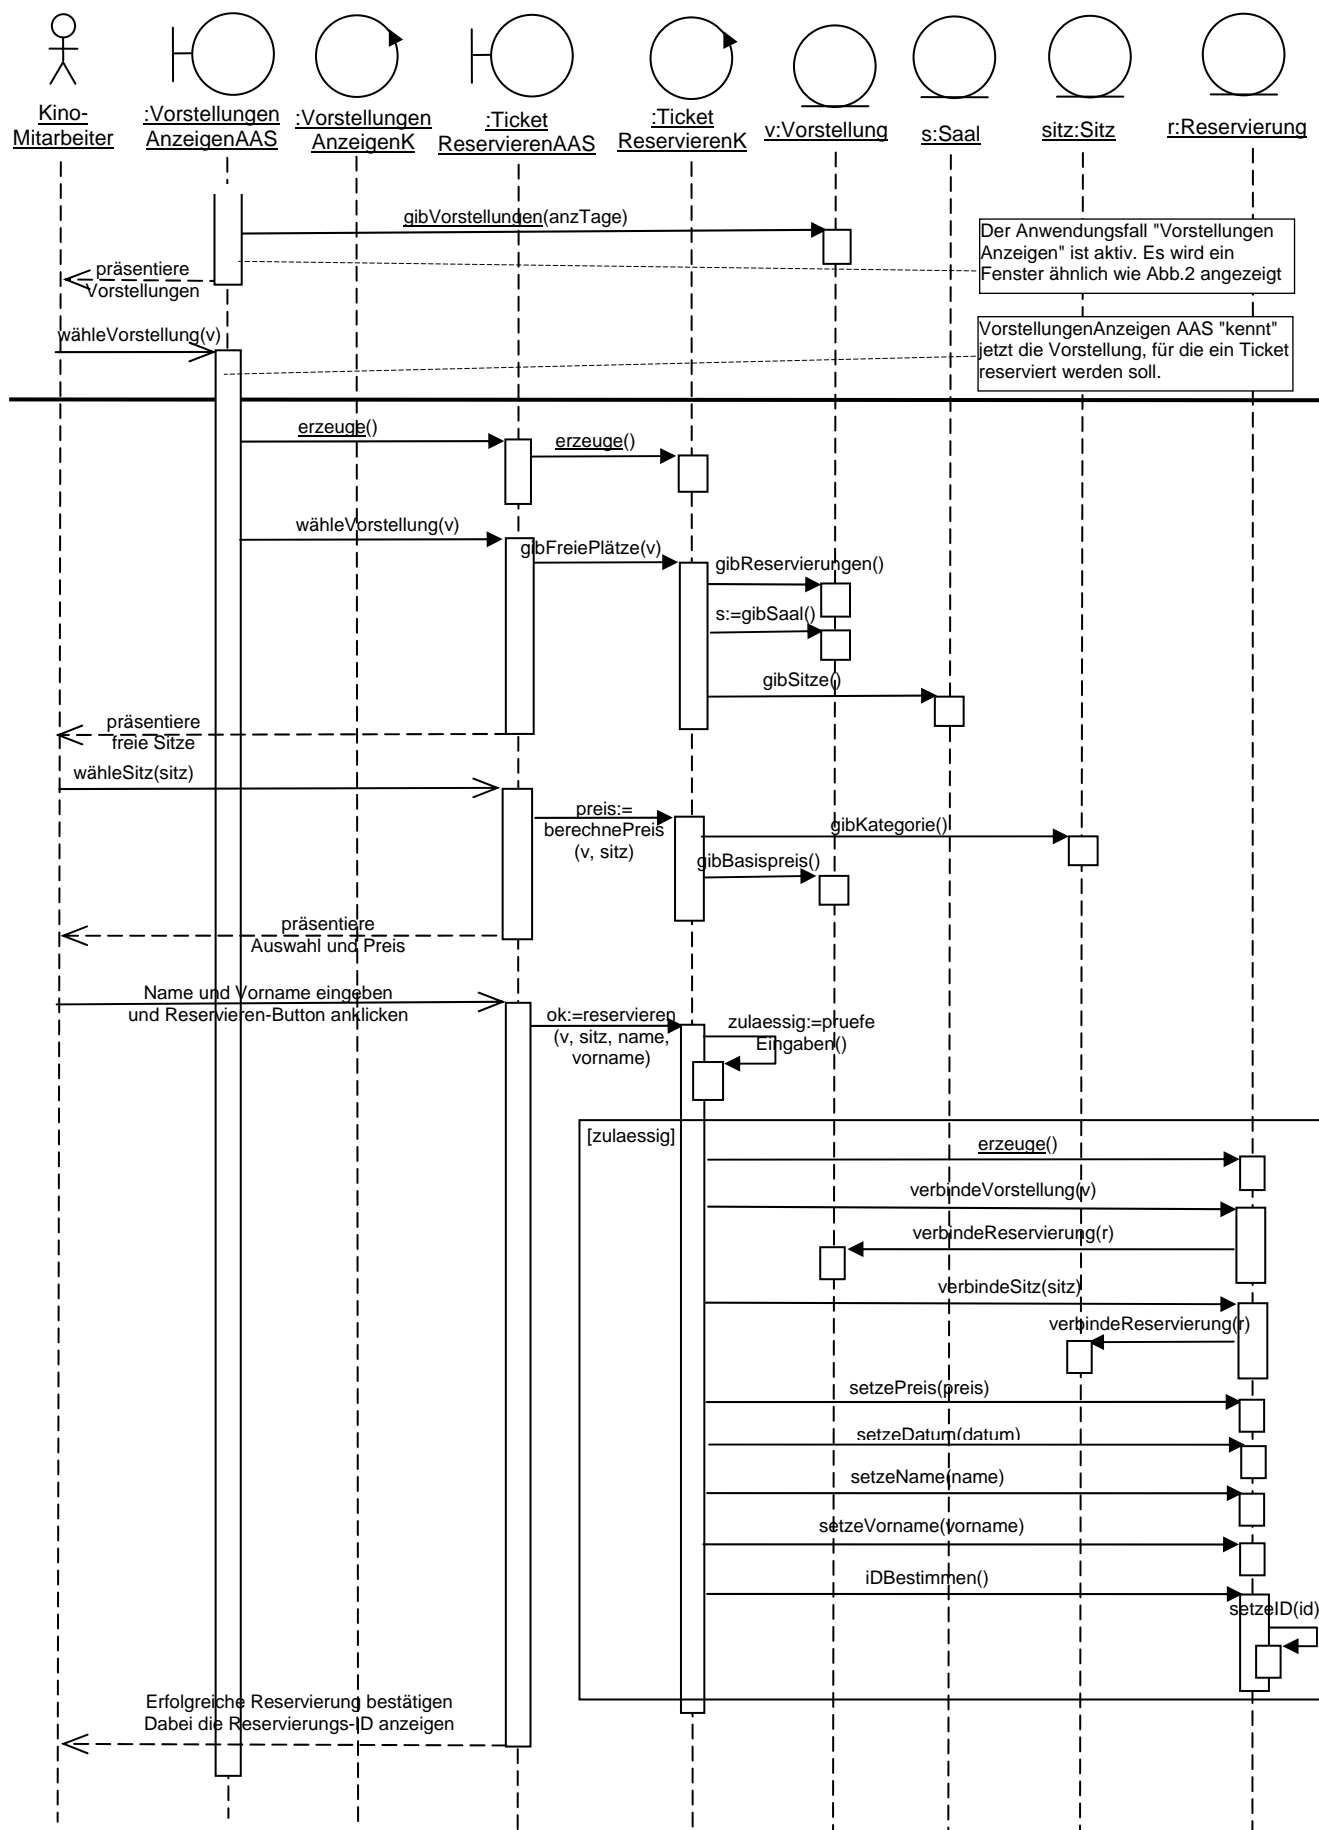 Kino-
Mitarbeiter
:Vorstellungen
AnzeigenAAS
:Vorstellungen
AnzeigenK
:Ticket
ReservierenAAS
:Ticket
ReservierenK
v:Vorstellung
s:Saal
sitz:Sitz
r:Reservierung
gibVorstellungen(anzTage)
Der Anwendungsfall "Vorstellungen
Anzeigen" ist aktiv. Es wird ein
Fenster ähnlich wie Abb.2 angezeigt
präsentiere
Vorstellungen
wähleVorstellung(v)
VorstellungenAnzeigen AAS "kennt"
jetzt die Vorstellung, für die ein Ticket
reserviert werden soll.
erzeuge()
erzeuge()
wähleVorstellung(v)
gibFreiePlätze(v)
gibReservierungen()
s:=gibSaal()
gibSitze()
präsentiere
freie Sitze
wähleSitz(sitz)
preis:=
berechnePreis
(v, sitz)
gibKategorie()
gibBasispreis()
präsentiere
Auswahl und Preis
Name und Vorname eingeben
und Reservieren-Button anklicken
ok:=reservieren
(v, sitz, name,
vorname)
zulaessig:=pruefe
Eingaben()
[zulaessig]
erzeuge()
verbindeVorstellung(v)
verbindeReservierung(r)
verbindeSitz(sitz)
verbindeReservierung(r)
setzePreis(preis)
setzeDatum(datum)
setzeName(name)
setzeVorname(vorname)
iDBestimmen()
setzeID(id)
Erfolgreiche Reservierung bestätigen
Dabei die Reservierungs-ID anzeigen